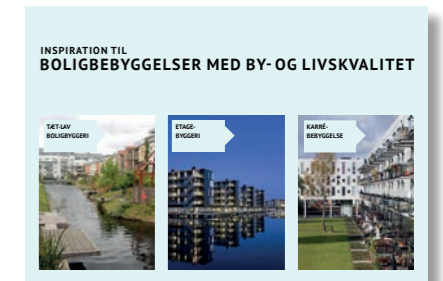 INSPIRATION TIL
BOLIGBEBYGGELSER MED BY- OG LIVSKVALITET
TÆT-LAV
BOLIGBYGGERI
ETAGE-
BYGGERI
KARRÉ-
BEBYGGELSE